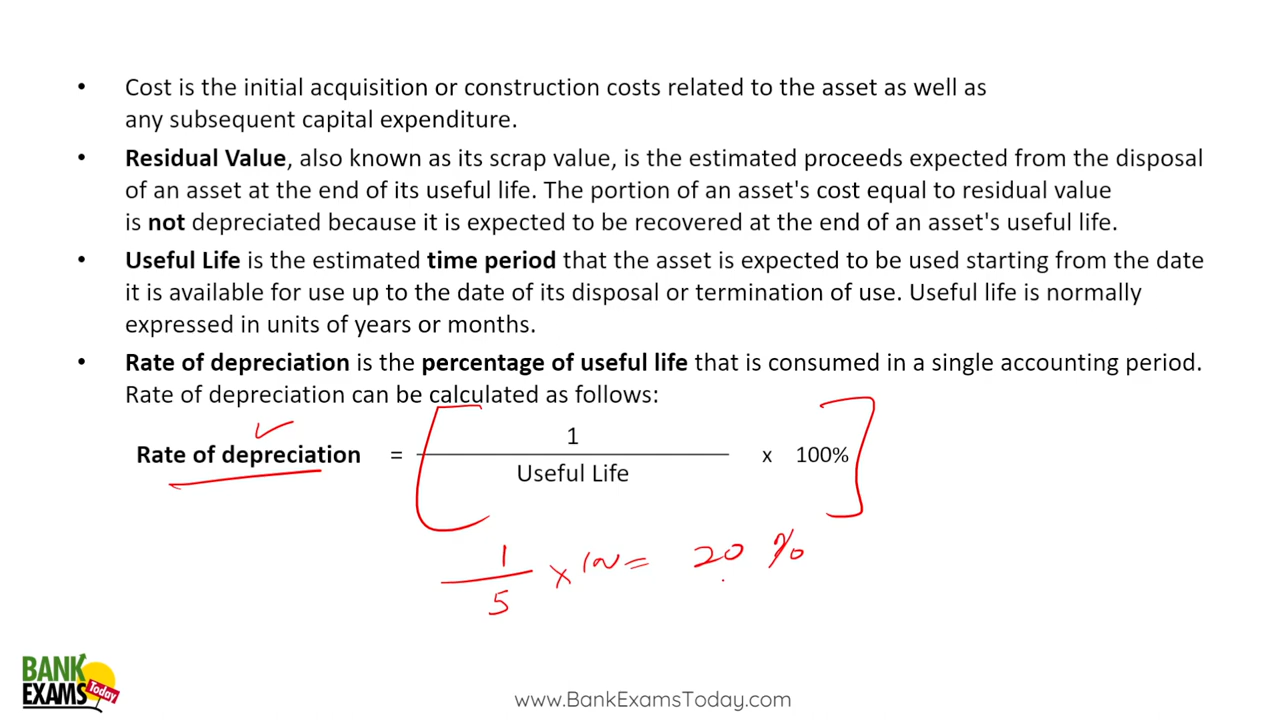 • Cost is the initial acquisition or construction costs related to the asset as well as
any subsequent capital expenditure.
• Residual Value, also known as its scrap value, is the estimated proceeds expected from the disposal
of an asset at the end of its useful life. The portion of an asset's cost equal to residual value
is not depreciated because it is expected to be recovered at the end of an asset's useful life.
• Useful Life is the estimated time period that the asset is expected to be used starting from the date
it is available for use up to the date of its disposal or termination of use. Useful life is normally
expressed in units of years or months.
• Rate of depreciation is the percentage of useful life that is consumed in a single accounting period.
Rate of depreciation can be calculated as follows:
1
Rate of depreciation = x 100%
Useful Life
1
x 100 = 20 %
5
BANK
EXAMS Today
www.BankExamsToday.com